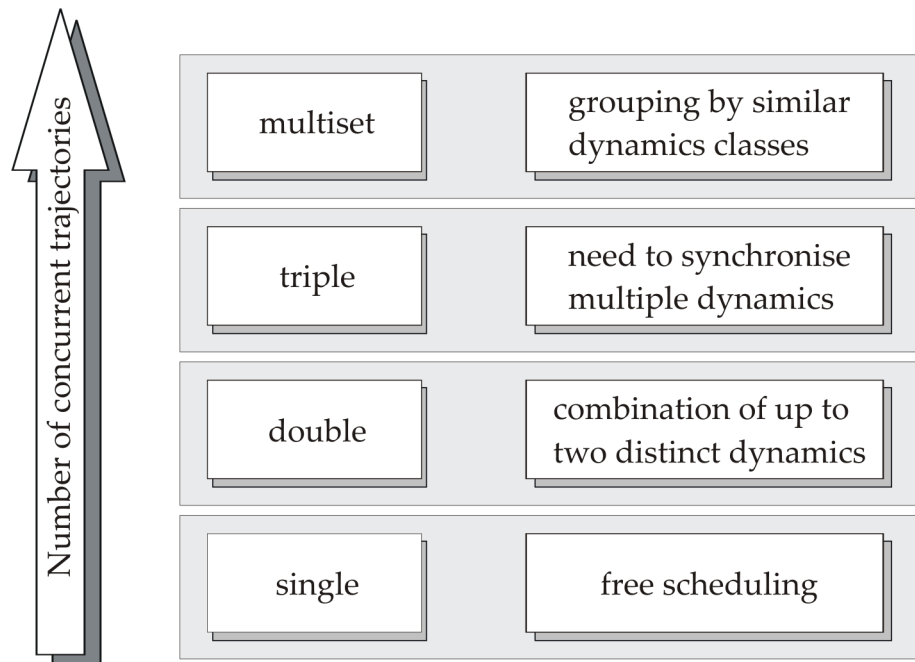 Number of concurrent trajectories
multiset
grouping by similar
dynamics classes
triple
need to synchronise
multiple dynamics
double
combination of up to
two distinct dynamics
single
free scheduling